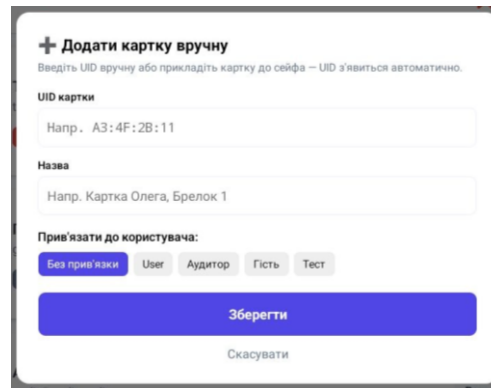 ➕ Додати картку вручну
Введіть UID вручну або прикладіть картку до сейфа — UID з'явиться автоматично.
UID картки
Напр. A3:4F:2B:11
Назва
Напр. Картка Олега, Брелок 1
Прив'язати до користувача:
Без прив'язки User Аудитор Гість Тест
Зберегти
Скасувати